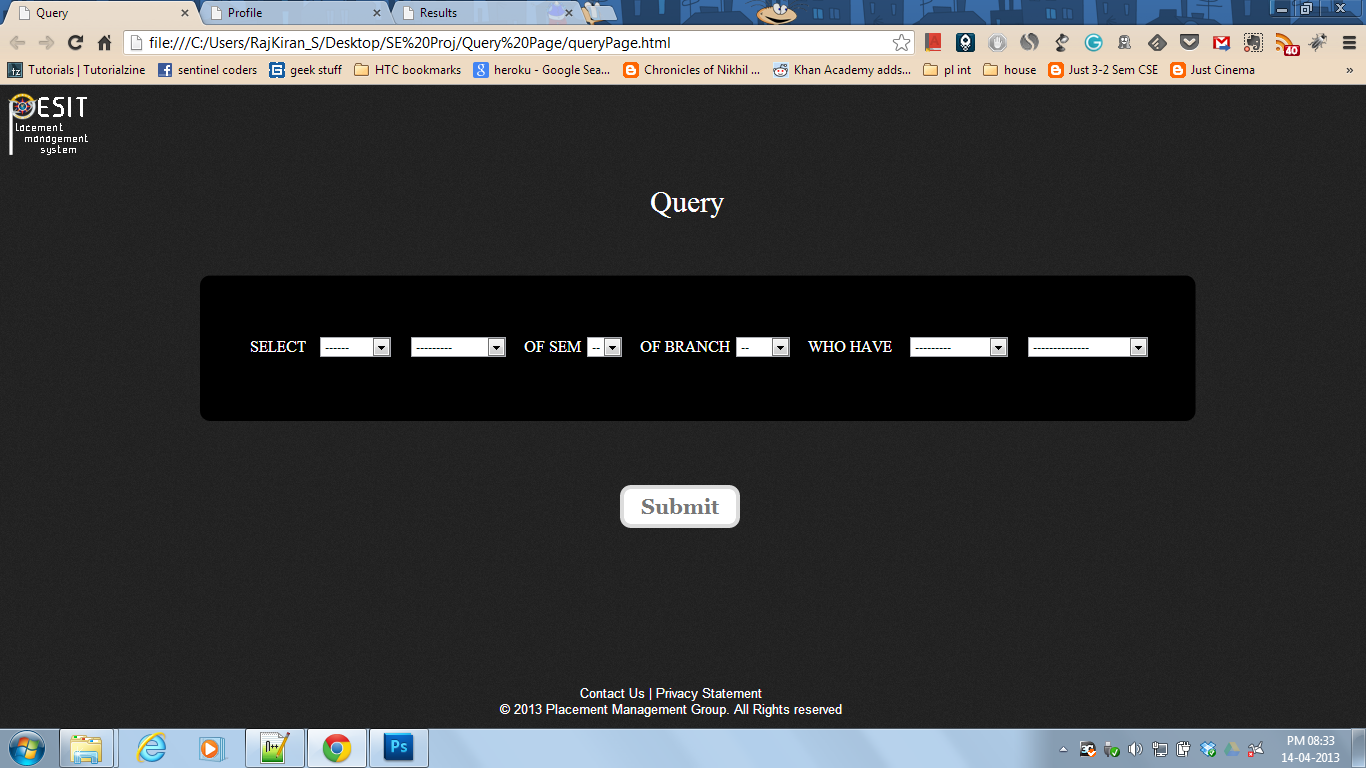 Query
Profile
Results
file:///C:/Users/RajKiran_S/Desktop/SE%20Proj/Query%20Page/queryPage.html
40
Tutorials | Tutorialzine
sentinel coders
geek stuff
HTC bookmarks
heroku - Google Sea...
Chronicles of Nikhil ...
Khan Academy adds...
pl int
house
Just 3-2 Sem CSE
Just Cinema
»
PESIT
Placement
management
system
Query
SELECT ------ --------- OF SEM -- OF BRANCH -- WHO HAVE --------- -------------
Submit
Contact Us | Privacy Statement
© 2013 Placement Management Group. All Rights reserved
Ps
3G
PM 08:33
14-04-2013